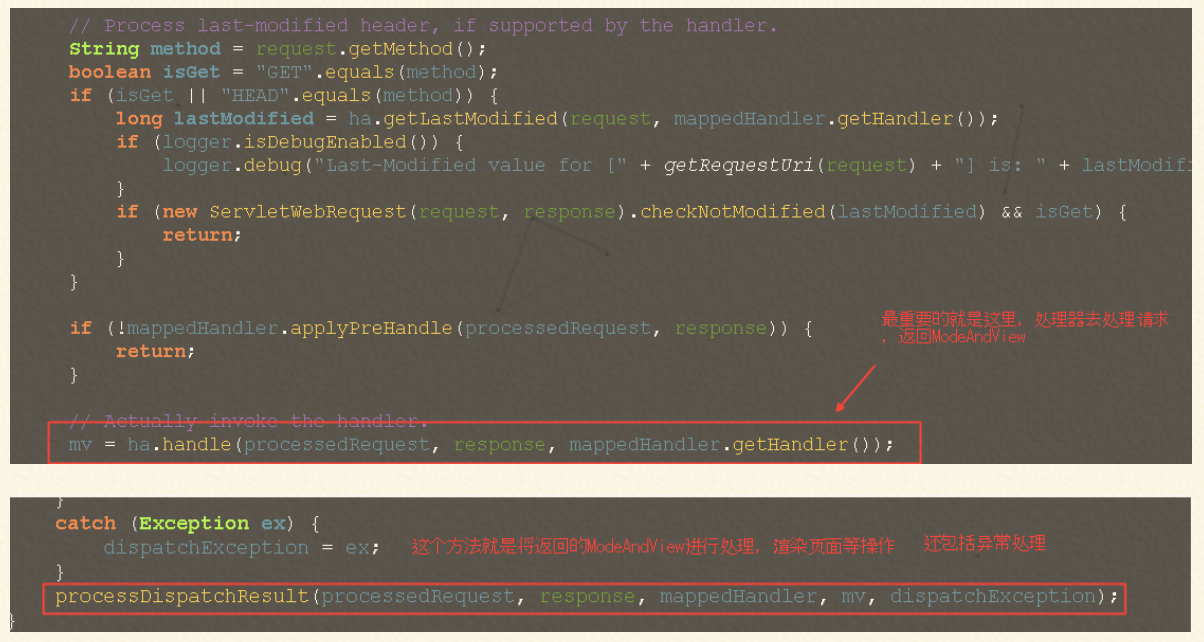 // Process last-modified header, if supported by the handler.
String method = request.getMethod();
boolean isGet = "GET".equals(method);
if (isGet || "HEAD".equals(method)) {
long lastModified = ha.getLastModified(request, mappedHandler.getHandler());
if (logger.isDebugEnabled()) {
logger.debug("Last-Modified value for [" + getRequestUri(request) + "] is: " + lastModifi
}
if (new ServletWebRequest(request, response).checkNotModified(lastModified) && isGet) {
return;
}
}
if (!mappedHandler.applyPreHandle(processedRequest, response)) {
最重要的就是这里，处理器去处理请求
，返回ModeAndView
return;
}
// Actually invoke the handler.
mv = ha.handle(processedRequest, response, mappedHandler.getHandler());
}
catch (Exception ex) {
dispatchException = ex; 这个方法就是将返回的ModeAndView进行处理，渲染页面等操作 还包括异常处理
}
processDispatchResult(processedRequest, response, mappedHandler, mv, dispatchException);
}